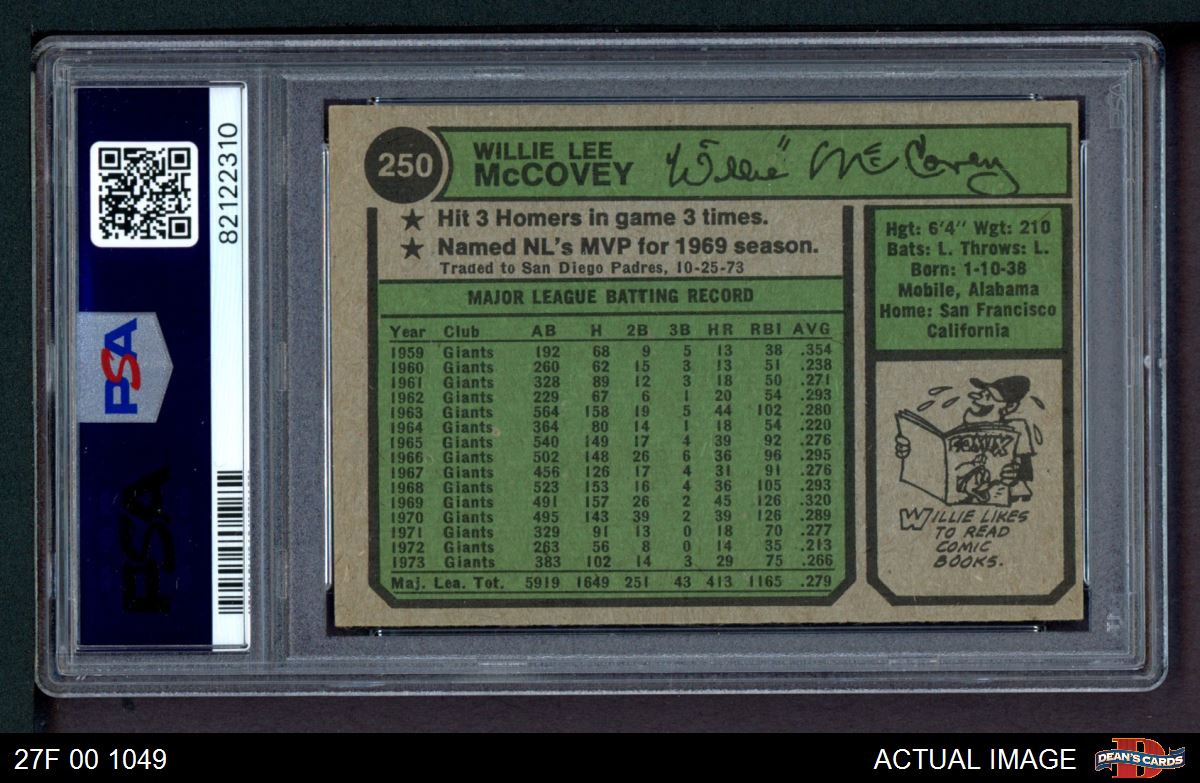 82122310
PSA
PSA
250
WILLIE LEE
McCOVEY
"Willie" McCovey
★ Hit 3 Homers in game 3 times.
★ Named NL's MVP for 1969 season.
Traded to San Diego Padres, 10-25-73
MAJOR LEAGUE BATTING RECORD
Year Club AB H 2B 3B HR RBI AVG
1959 Giants 192 68 9 5 13 38 .354
1960 Giants 260 62 15 3 13 51 .238
1961 Giants 328 89 12 3 18 50 .271
1962 Giants 229 67 6 1 20 54 .293
1963 Giants 564 158 19 5 44 102 .280
1964 Giants 364 80 14 1 18 54 .220
1965 Giants 540 149 17 4 39 92 .276
1966 Giants 502 148 26 6 36 96 .295
1967 Giants 456 126 17 4 31 91 .276
1968 Giants 523 153 16 4 36 105 .293
1969 Giants 491 157 26 2 45 126 .320
1970 Giants 495 143 39 2 39 126 .289
1971 Giants 329 91 13 0 18 70 .277
1972 Giants 263 56 8 0 14 35 .213
1973 Giants 383 102 14 3 29 75 .266
Maj. Lea. Tot. 5919 1649 251 43 413 1165 .279
Hgt: 6'4" Wgt: 210
Bats: L. Throws: L.
Born: 1-10-38
Mobile, Alabama
Home: San Francisco
California
COMIX
WILLIE LIKES
TO READ
COMIC
BOOKS.
PSA
27F 00 1049
ACTUAL IMAGE
D
DEAN'S CARDS